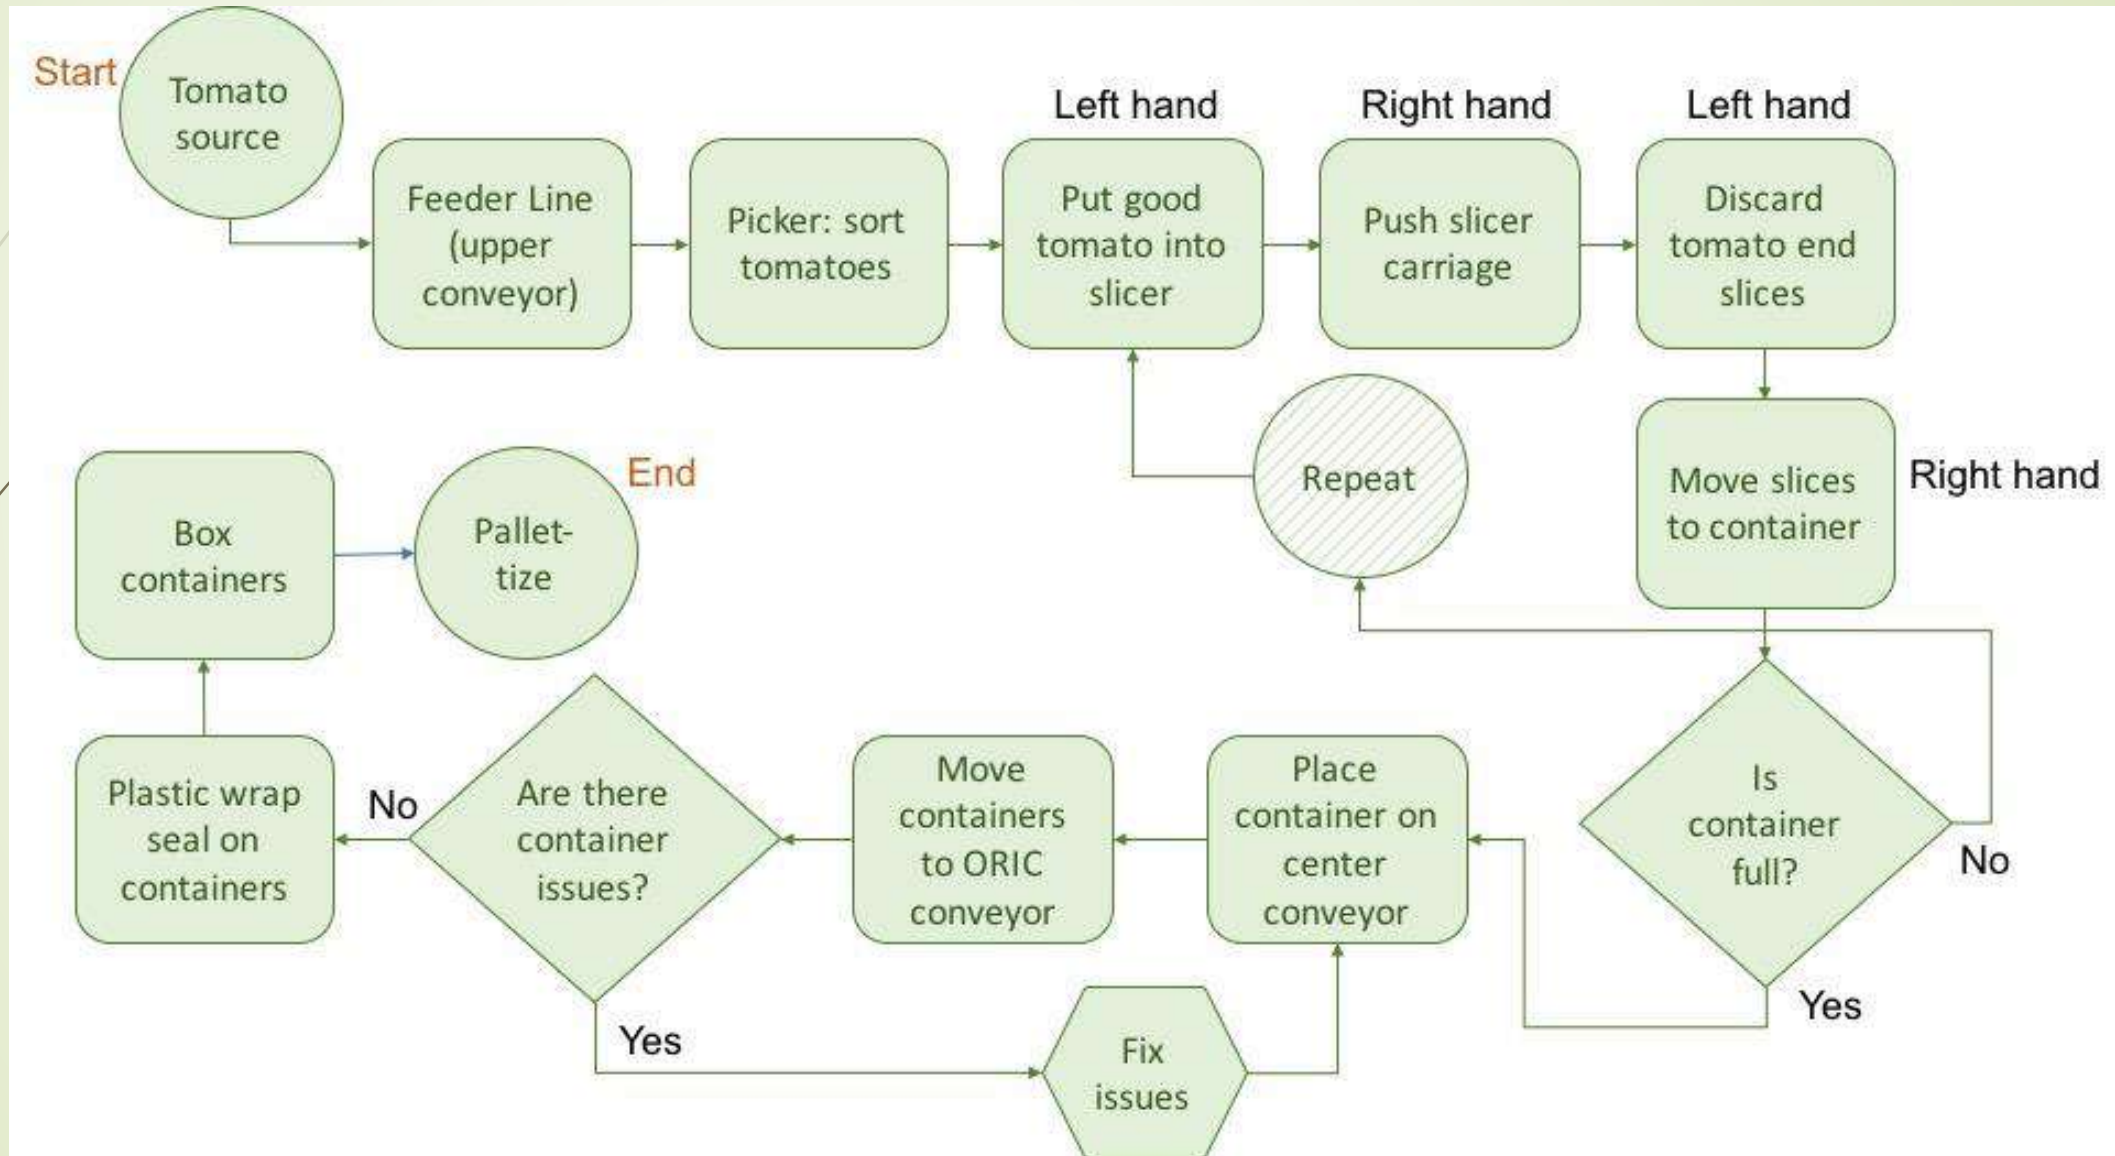 Start
Tomato
source
Feeder Line
(upper
conveyor)
Picker: sort
tomatoes
Left hand
Put good
tomato into
slicer
Right hand
Push slicer
carriage
Left hand
Discard
tomato end
slices
Move slices
to container
Right hand
Repeat
Is
container
full?
No
Yes
Place
container on
center
conveyor
Move
containers
to ORIC
conveyor
Are there
container
issues?
Yes
Fix
issues
No
Plastic wrap
seal on
containers
Box
containers
Pallet-
tize
End